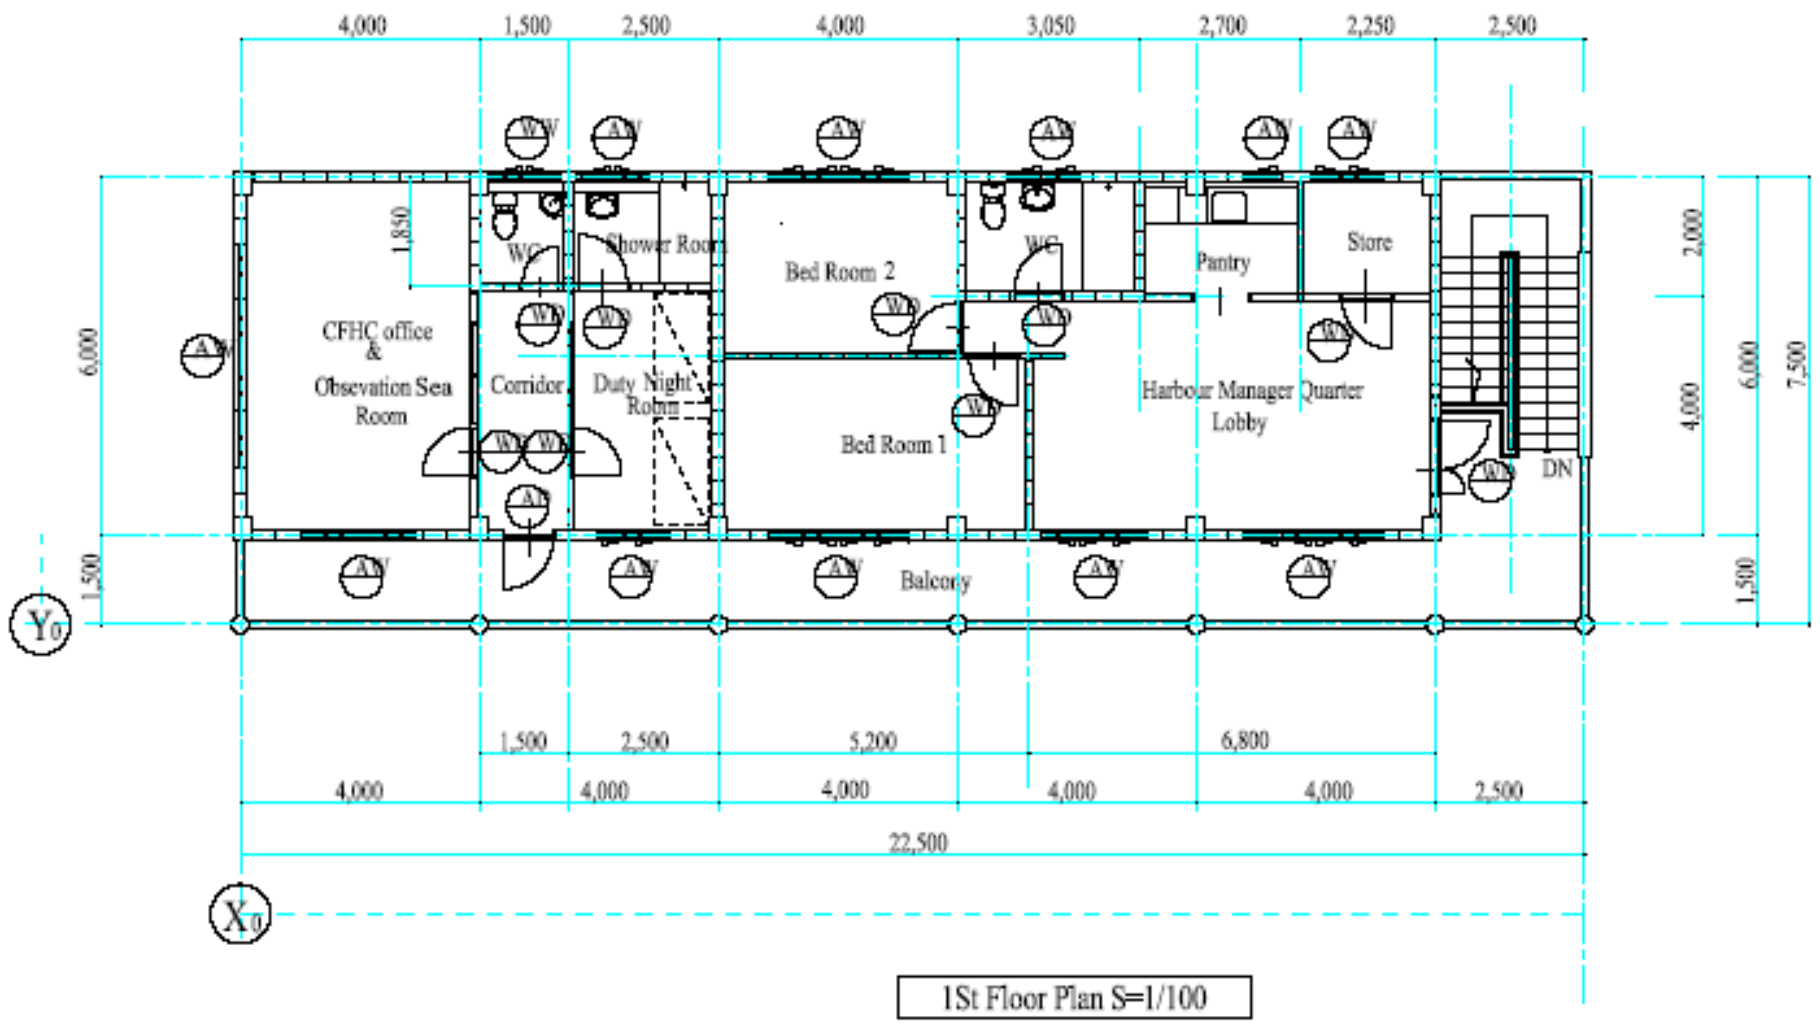 4,000 1,500 2,500 4,000 3,050 2,700 2,250 2,500
WW AW AW AW AW AW
1,850
2,000
WC Shower Room WC Store
Bed Room 2 Pantry
WD WD WD WD
CFHC office
&
AW
6,000
WD
6,000
7,500
Obsevation Sea
Room
Corridor
Duty Night
Room
Harbour Manager Quarter
Lobby
4,000
WD
Bed Room 1
WD WD
WD
DN
AD
AW AW AW AW AW
Balcony
1,500
1,500
Y0
1,500 2,500 5,200 6,800
4,000 4,000 4,000 4,000 4,000 2,500
22,500
X0
1St Floor Plan S=1/100